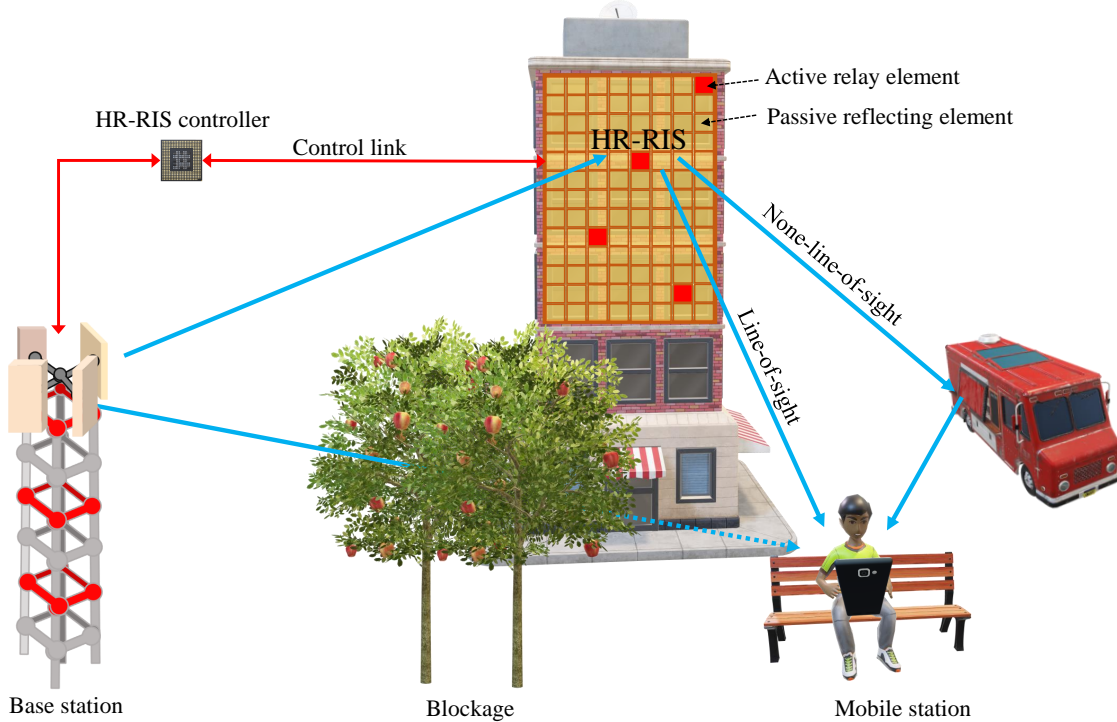 Active relay element
HR-RIS controller
Passive reflecting element
HR-RIS
Control link
None-line-of-sight
Line-of-sight
Base station
Blockage
Mobile station